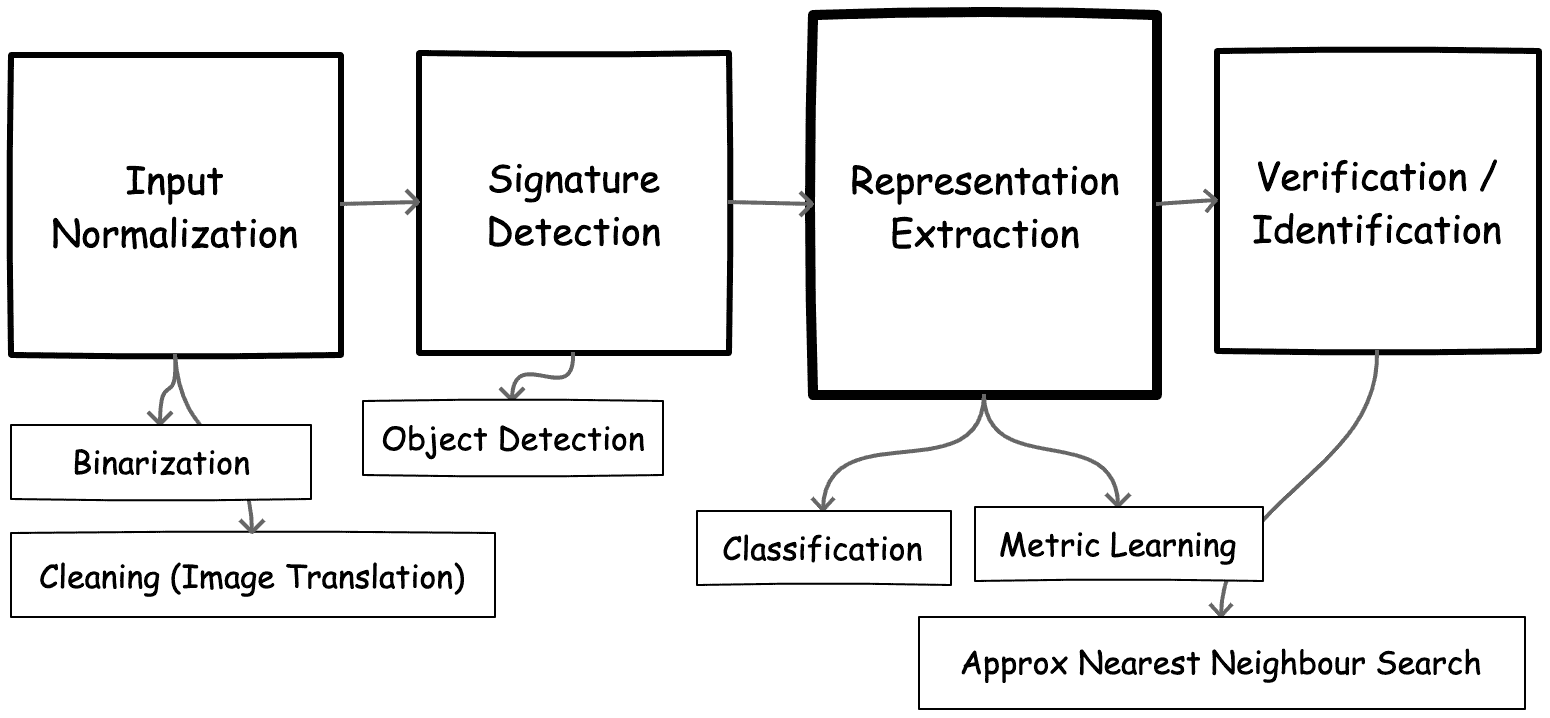 Input
Normalization
Signature
Detection
Representation
Extraction
Verification /
Identification
Binarization
Object Detection
Cleaning (Image Translation)
Classification
Metric Learning
Approx Nearest Neighbour Search